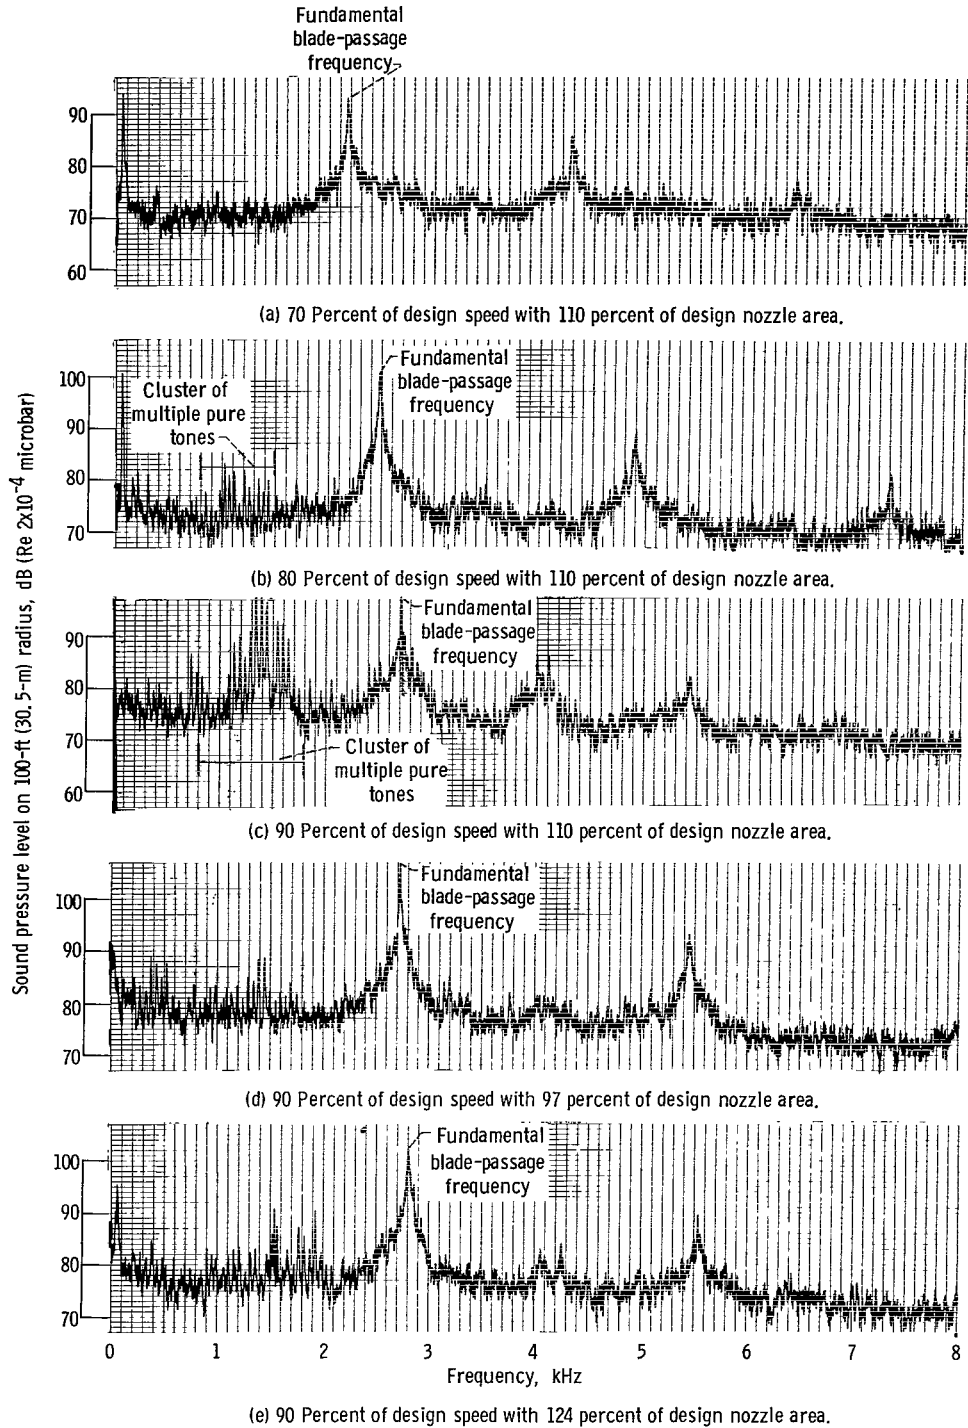 Fundamental
blade-passage
frequency
90
80
70
60
(a) 70 Percent of design speed with 110 percent of design nozzle area.
100
90
80
70
Fundamental
blade-passage
frequency
Cluster of
multiple pure
tones
(b) 80 Percent of design speed with 110 percent of design nozzle area.
Sound pressure level on 100-ft (30.5-m) radius, dB (Re 2x10⁻⁴ microbar)
90
80
70
60
Fundamental
blade-passage
frequency
Cluster of
multiple pure
tones
(c) 90 Percent of design speed with 110 percent of design nozzle area.
100
90
80
70
Fundamental
blade-passage
frequency
(d) 90 Percent of design speed with 97 percent of design nozzle area.
100
90
80
70
Fundamental
blade-passage
frequency
0 1 2 3 4 5 6 7 8
Frequency, kHz
(e) 90 Percent of design speed with 124 percent of design nozzle area.